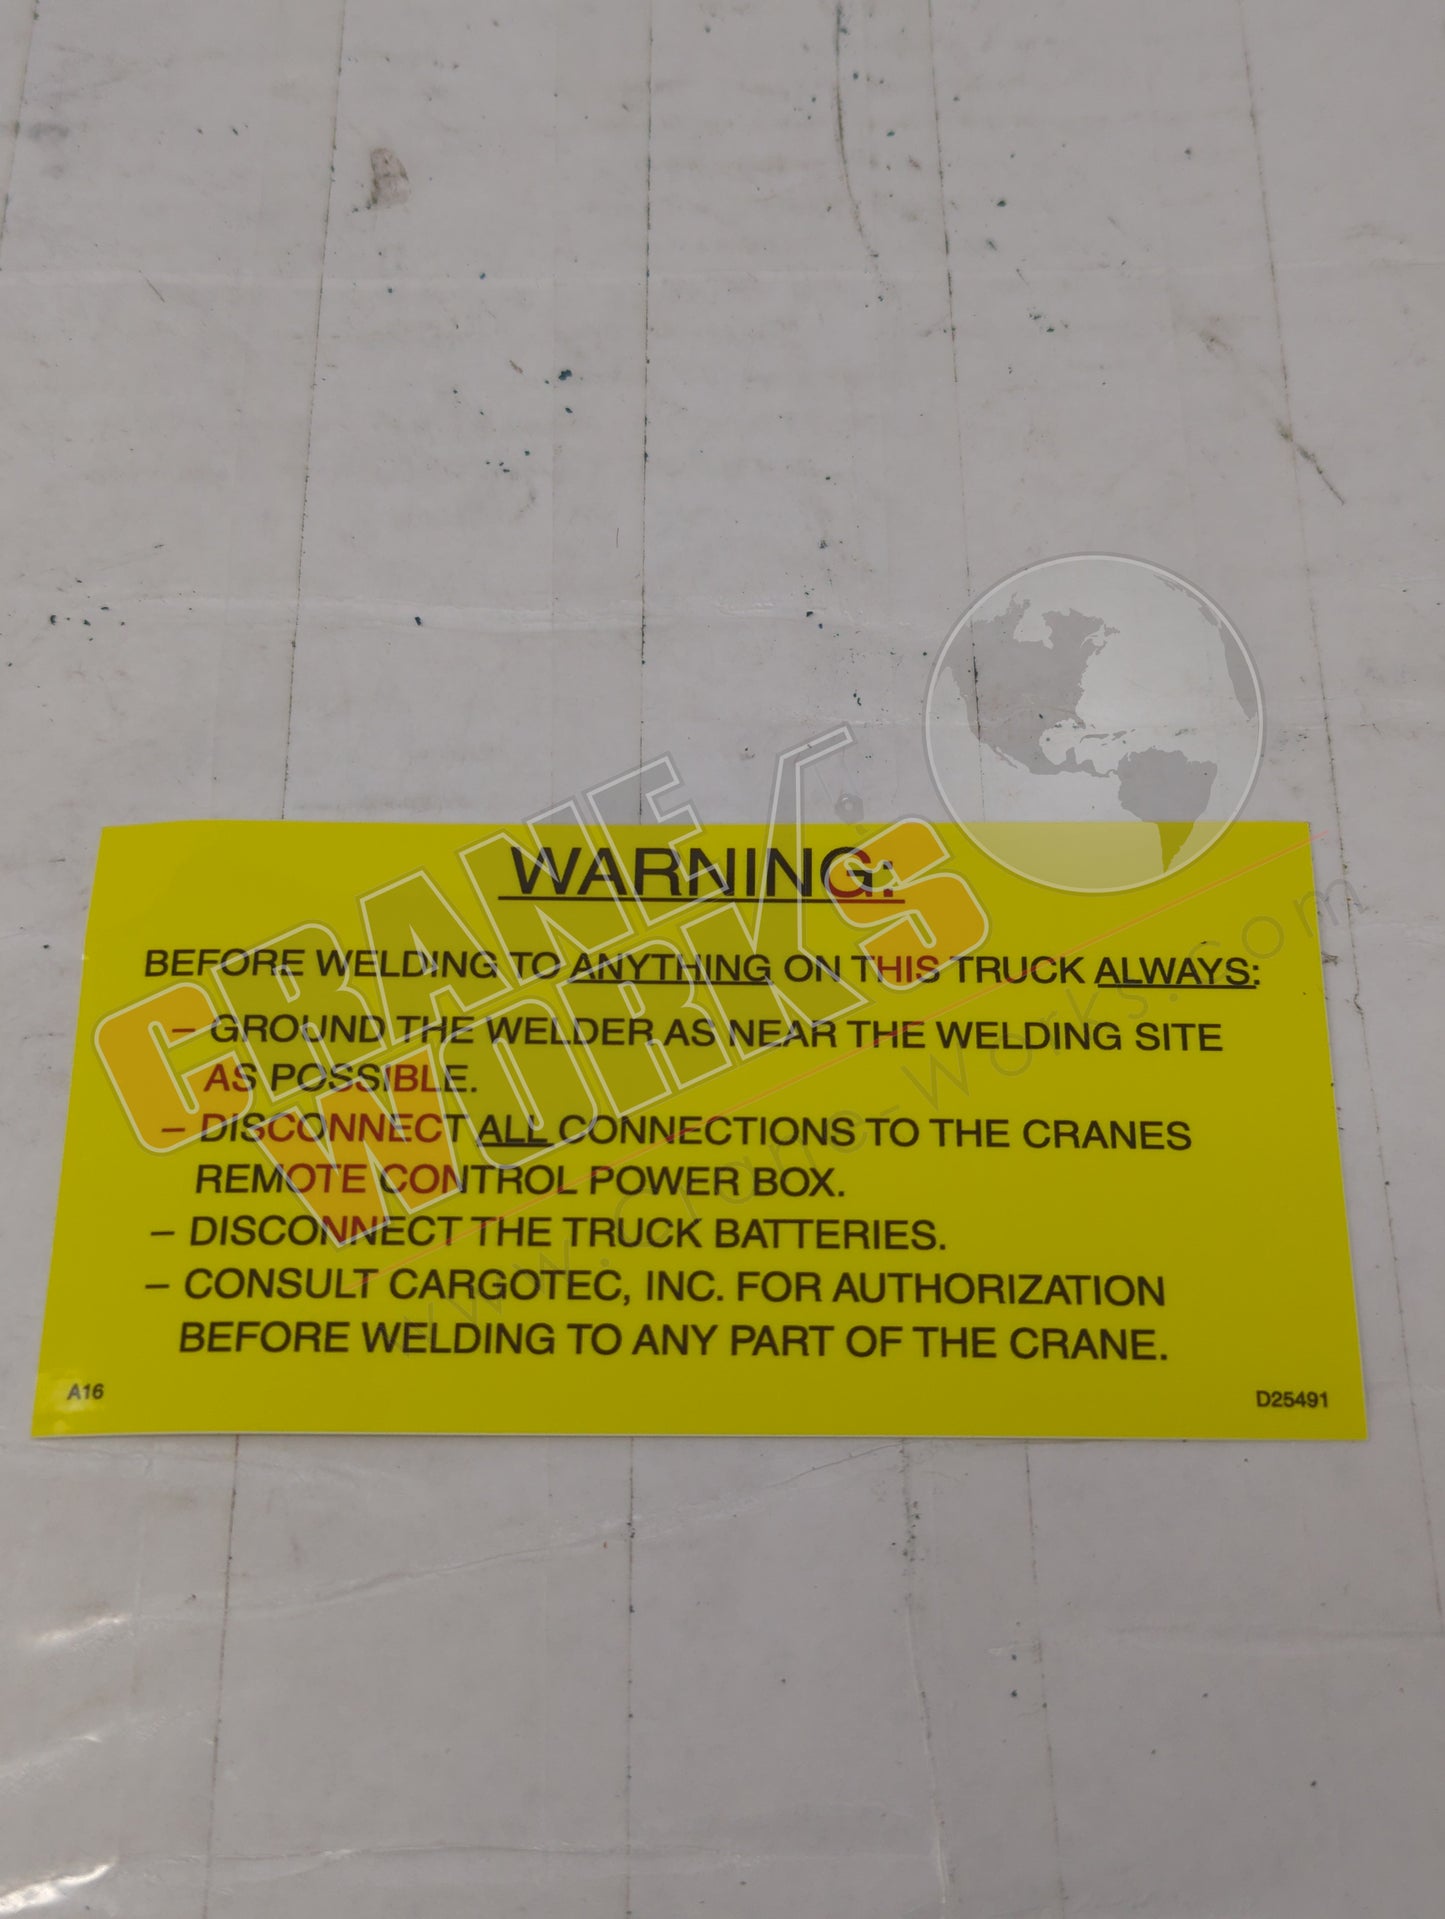 WARNING:
BEFORE WELDING TO ANYTHING ON THIS TRUCK ALWAYS:
– GROUND THE WELDER AS NEAR THE WELDING SITE
AS POSSIBLE.
– DISCONNECT ALL CONNECTIONS TO THE CRANES
REMOTE CONTROL POWER BOX.
– DISCONNECT THE TRUCK BATTERIES.
– CONSULT CARGOTEC, INC. FOR AUTHORIZATION
BEFORE WELDING TO ANY PART OF THE CRANE.
A16
D25491
CRANE
WORKS
www.crane-works.com